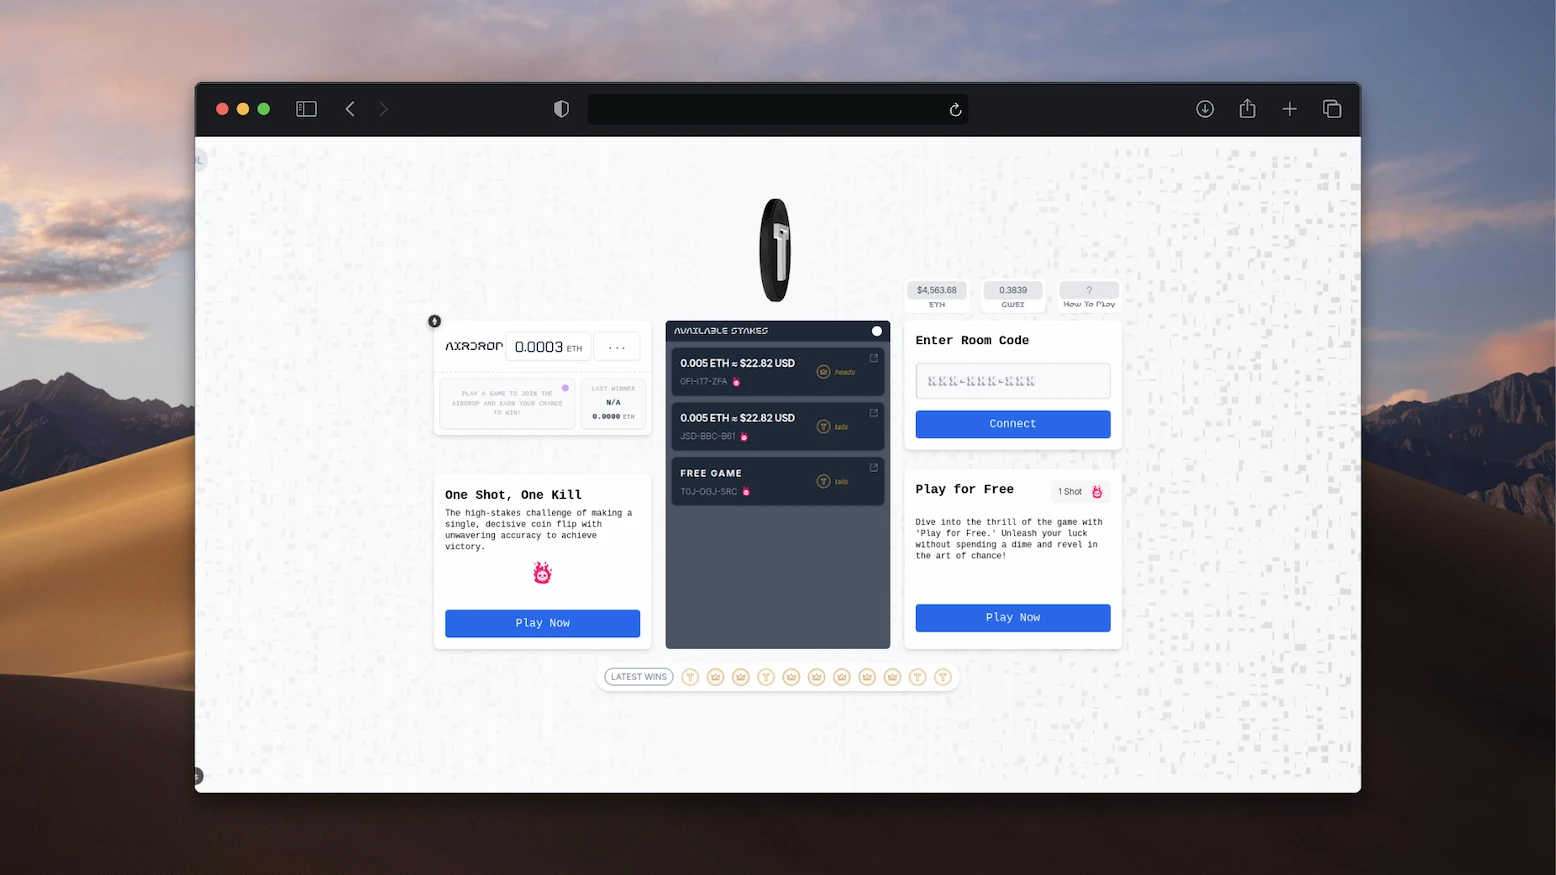 $4,563.68
ETH
0.3839
GWEI
?
How To Play
AIRDROP
0.0003 ETH
...
PLAY A GAME TO JOIN THE
AIRDROP AND EARN YOUR CHANCE
TO WIN!
LAST WINNER
N/A
0.0000 ETH
One Shot, One Kill
The high-stakes challenge of making a
single, decisive coin flip with
unwavering accuracy to achieve
victory.
Play Now
AVAILABLE STAKES
0.005 ETH ≈ $22.82 USD
0FI-IT7-ZFA
heads
0.005 ETH ≈ $22.82 USD
JSD-BBC-B61
T tails
FREE GAME
T0J-OGJ-SRC
T tails
Enter Room Code
XXX-XXX-XXX
Connect
Play for Free
1 Shot
Dive into the thrill of the game with
'Play for Free.' Unleash your luck
without spending a dime and revel in
the art of chance!
Play Now
LATEST WINS T T T T